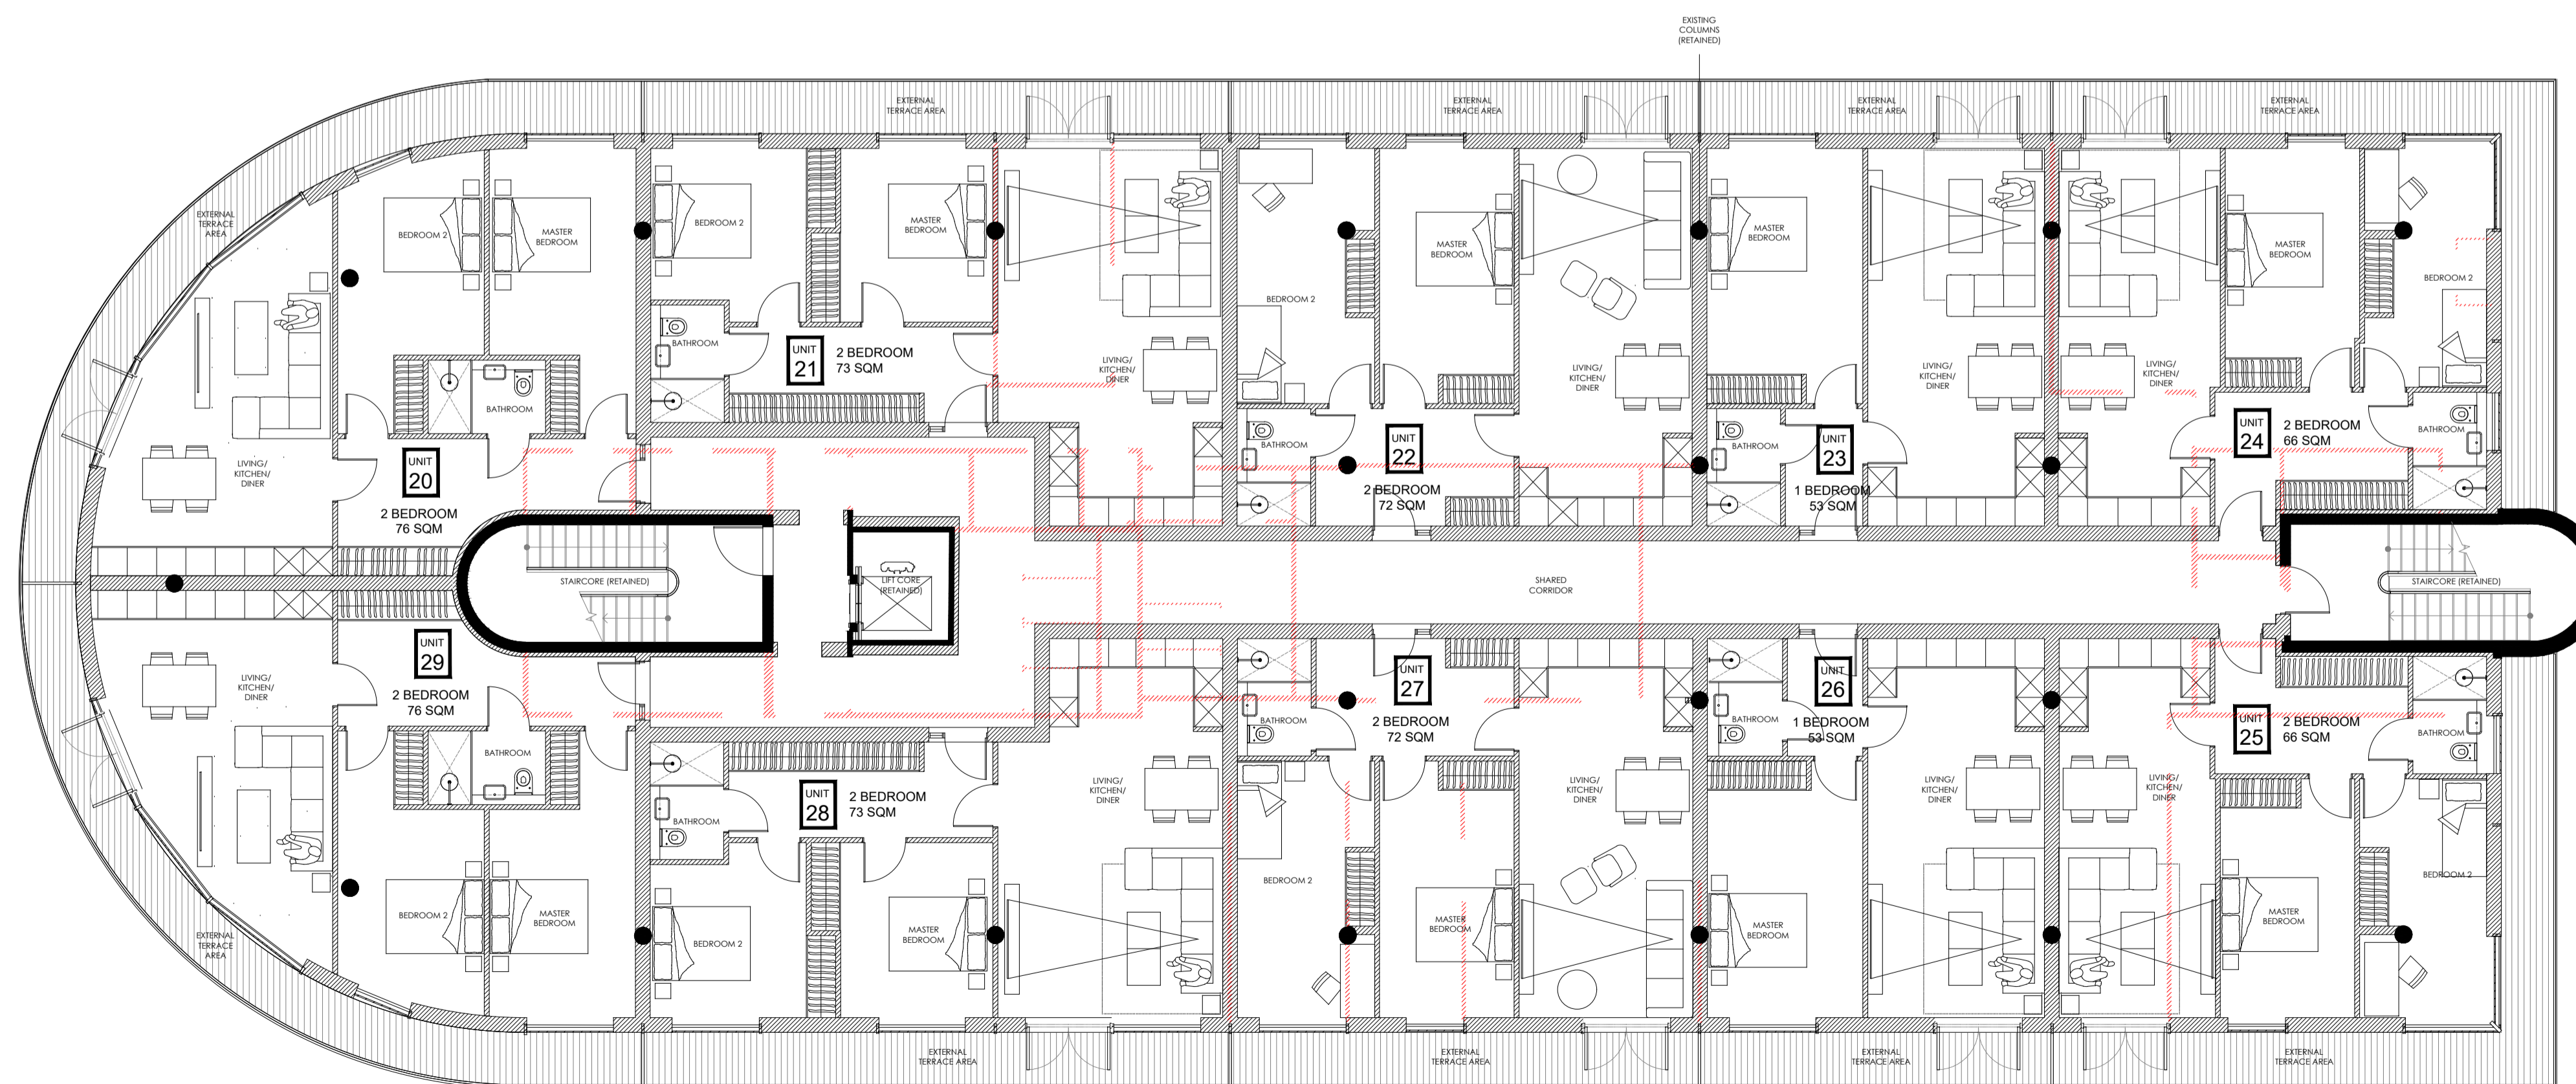 EXISTING
COLUMNS
(RETAINED)
EXTERNAL
TERRACE AREA
EXTERNAL
TERRACE AREA
EXTERNAL
TERRACE AREA
EXTERNAL
TERRACE AREA
EXTERNAL
TERRACE
AREA
BEDROOM 2
MASTER
BEDROOM
BATHROOM
LIVING/
KITCHEN/
DINER
UNIT
20
2 BEDROOM
76 SQM
BEDROOM 2
MASTER
BEDROOM
BATHROOM
UNIT
21
2 BEDROOM
73 SQM
LIVING/
KITCHEN/
DINER
BEDROOM 2
MASTER
BEDROOM
LIVING/
KITCHEN/
DINER
BATHROOM
UNIT
22
2 BEDROOM
72 SQM
MASTER
BEDROOM
LIVING/
KITCHEN/
DINER
BATHROOM
UNIT
23
1 BEDROOM
53 SQM
LIVING/
KITCHEN/
DINER
MASTER
BEDROOM
BEDROOM 2
UNIT
24
2 BEDROOM
66 SQM
BATHROOM
STAIRCORE (RETAINED)
LIFT CORE
(RETAINED)
SHARED
CORRIDOR
STAIRCORE (RETAINED)
UNIT
29
2 BEDROOM
76 SQM
LIVING/
KITCHEN/
DINER
BATHROOM
BEDROOM 2
MASTER
BEDROOM
EXTERNAL
TERRACE
AREA
UNIT
28
2 BEDROOM
73 SQM
BATHROOM
BEDROOM 2
MASTER
BEDROOM
LIVING/
KITCHEN/
DINER
UNIT
27
2 BEDROOM
72 SQM
BATHROOM
LIVING/
KITCHEN/
DINER
BEDROOM 2
MASTER
BEDROOM
UNIT
26
1 BEDROOM
53 SQM
BATHROOM
LIVING/
KITCHEN/
DINER
MASTER
BEDROOM
UNIT
25
2 BEDROOM
66 SQM
BATHROOM
LIVING/
KITCHEN/
DINER
BEDROOM 2
MASTER
BEDROOM
EXTERNAL
TERRACE AREA
EXTERNAL
TERRACE AREA
EXTERNAL
TERRACE AREA
EXTERNAL
TERRACE AREA